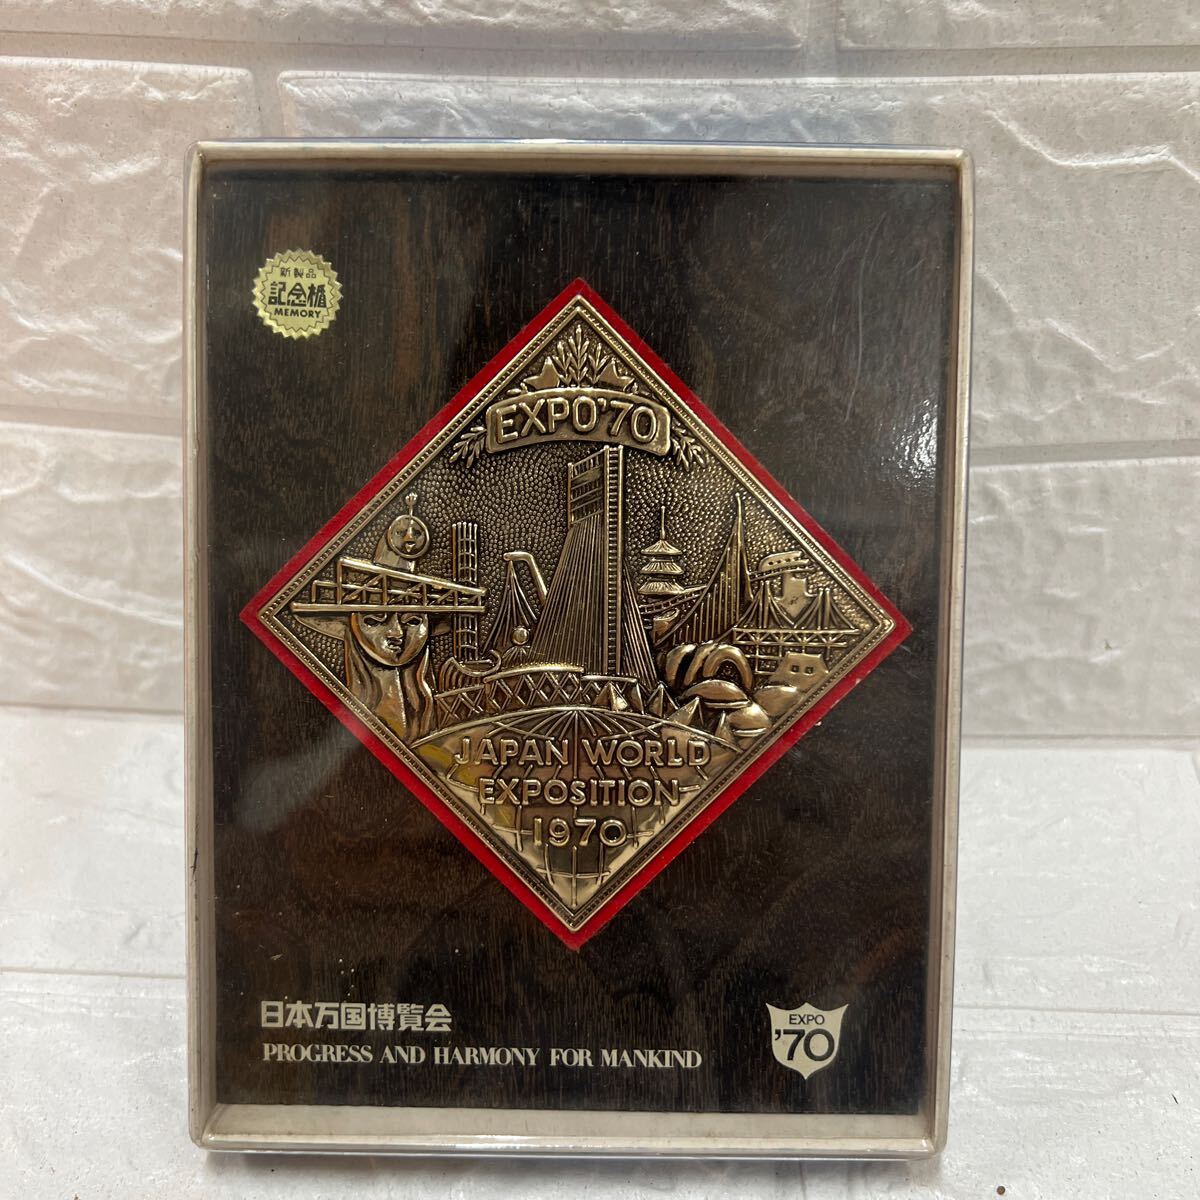 新製品
記念楯
MEMORY
EXPO'70
JAPAN WORLD
EXPOSITION
1970
日本万国博覧会
PROGRESS AND HARMONY FOR MANKIND
EXPO
'70